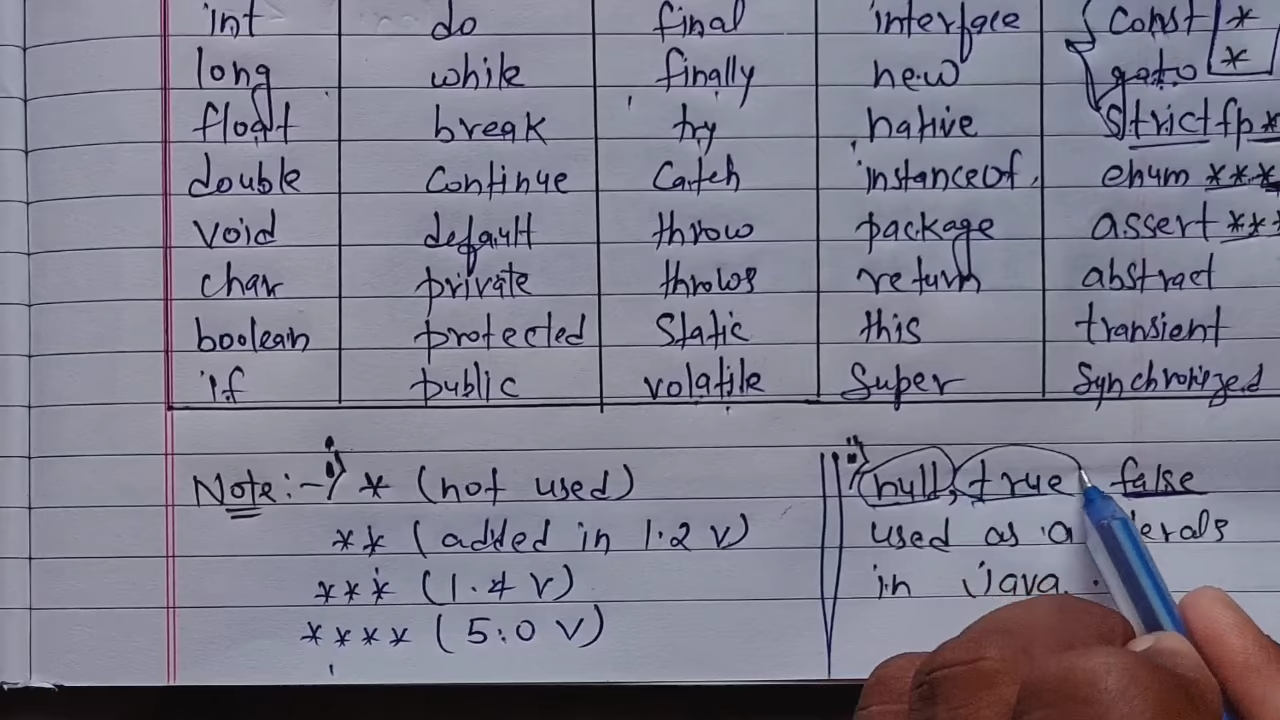 int do final interface const *
long while finally new goto *
float break try native strictfp *
double continue catch instanceof enum ***
void default throw package assert ***
char private throws return abstract
boolean protected static this transient
if public volatile super synchronized
Note:- i) * (not used)
** (added in 1.2 v)
*** (1.4 v)
**** (5.0 v)
ii) null, true false
used as a erals
in Java.